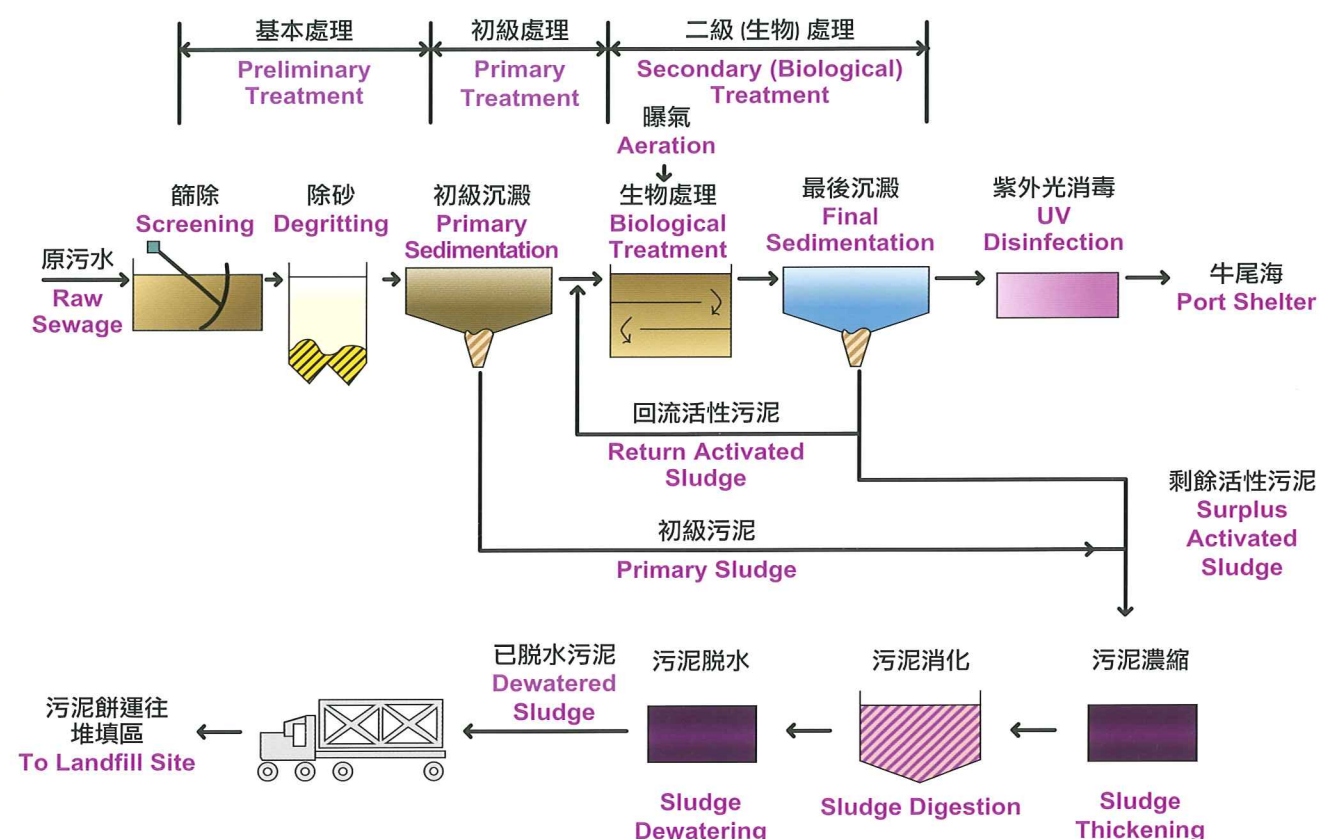 基本處理
Preliminary
Treatment
初級處理
Primary
Treatment
二級 (生物) 處理
Secondary (Biological)
Treatment
曝氣
Aeration
篩除
Screening
除砂
Degritting
初級沉澱
Primary
Sedimentation
生物處理
Biological
Treatment
最後沉澱
Final
Sedimentation
紫外光消毒
UV
Disinfection
原污水
Raw
Sewage
牛尾海
Port Shelter
回流活性污泥
Return Activated
Sludge
剩餘活性污泥
Surplus
Activated
Sludge
初級污泥
Primary Sludge
污泥濃縮
Sludge
Thickening
污泥消化
Sludge Digestion
污泥脱水
Sludge
Dewatering
已脱水污泥
Dewatered
Sludge
污泥餅運往
堆填區
To Landfill Site